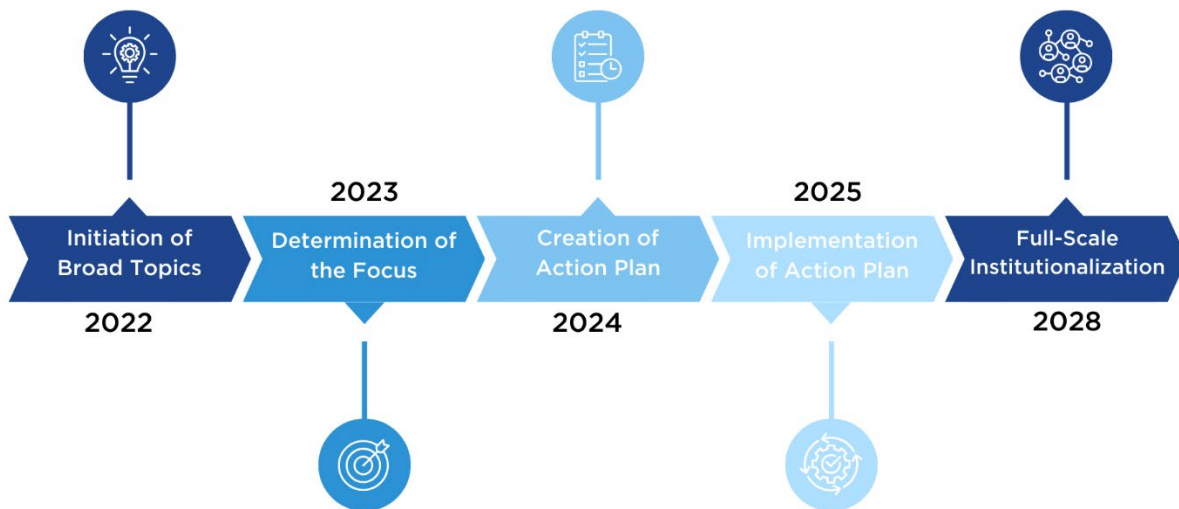 Initiation of
Broad Topics
2022
2023
Determination of
the Focus
Creation of
Action Plan
2024
2025
Implementation
of Action Plan
Full-Scale
Institutionalization
2028